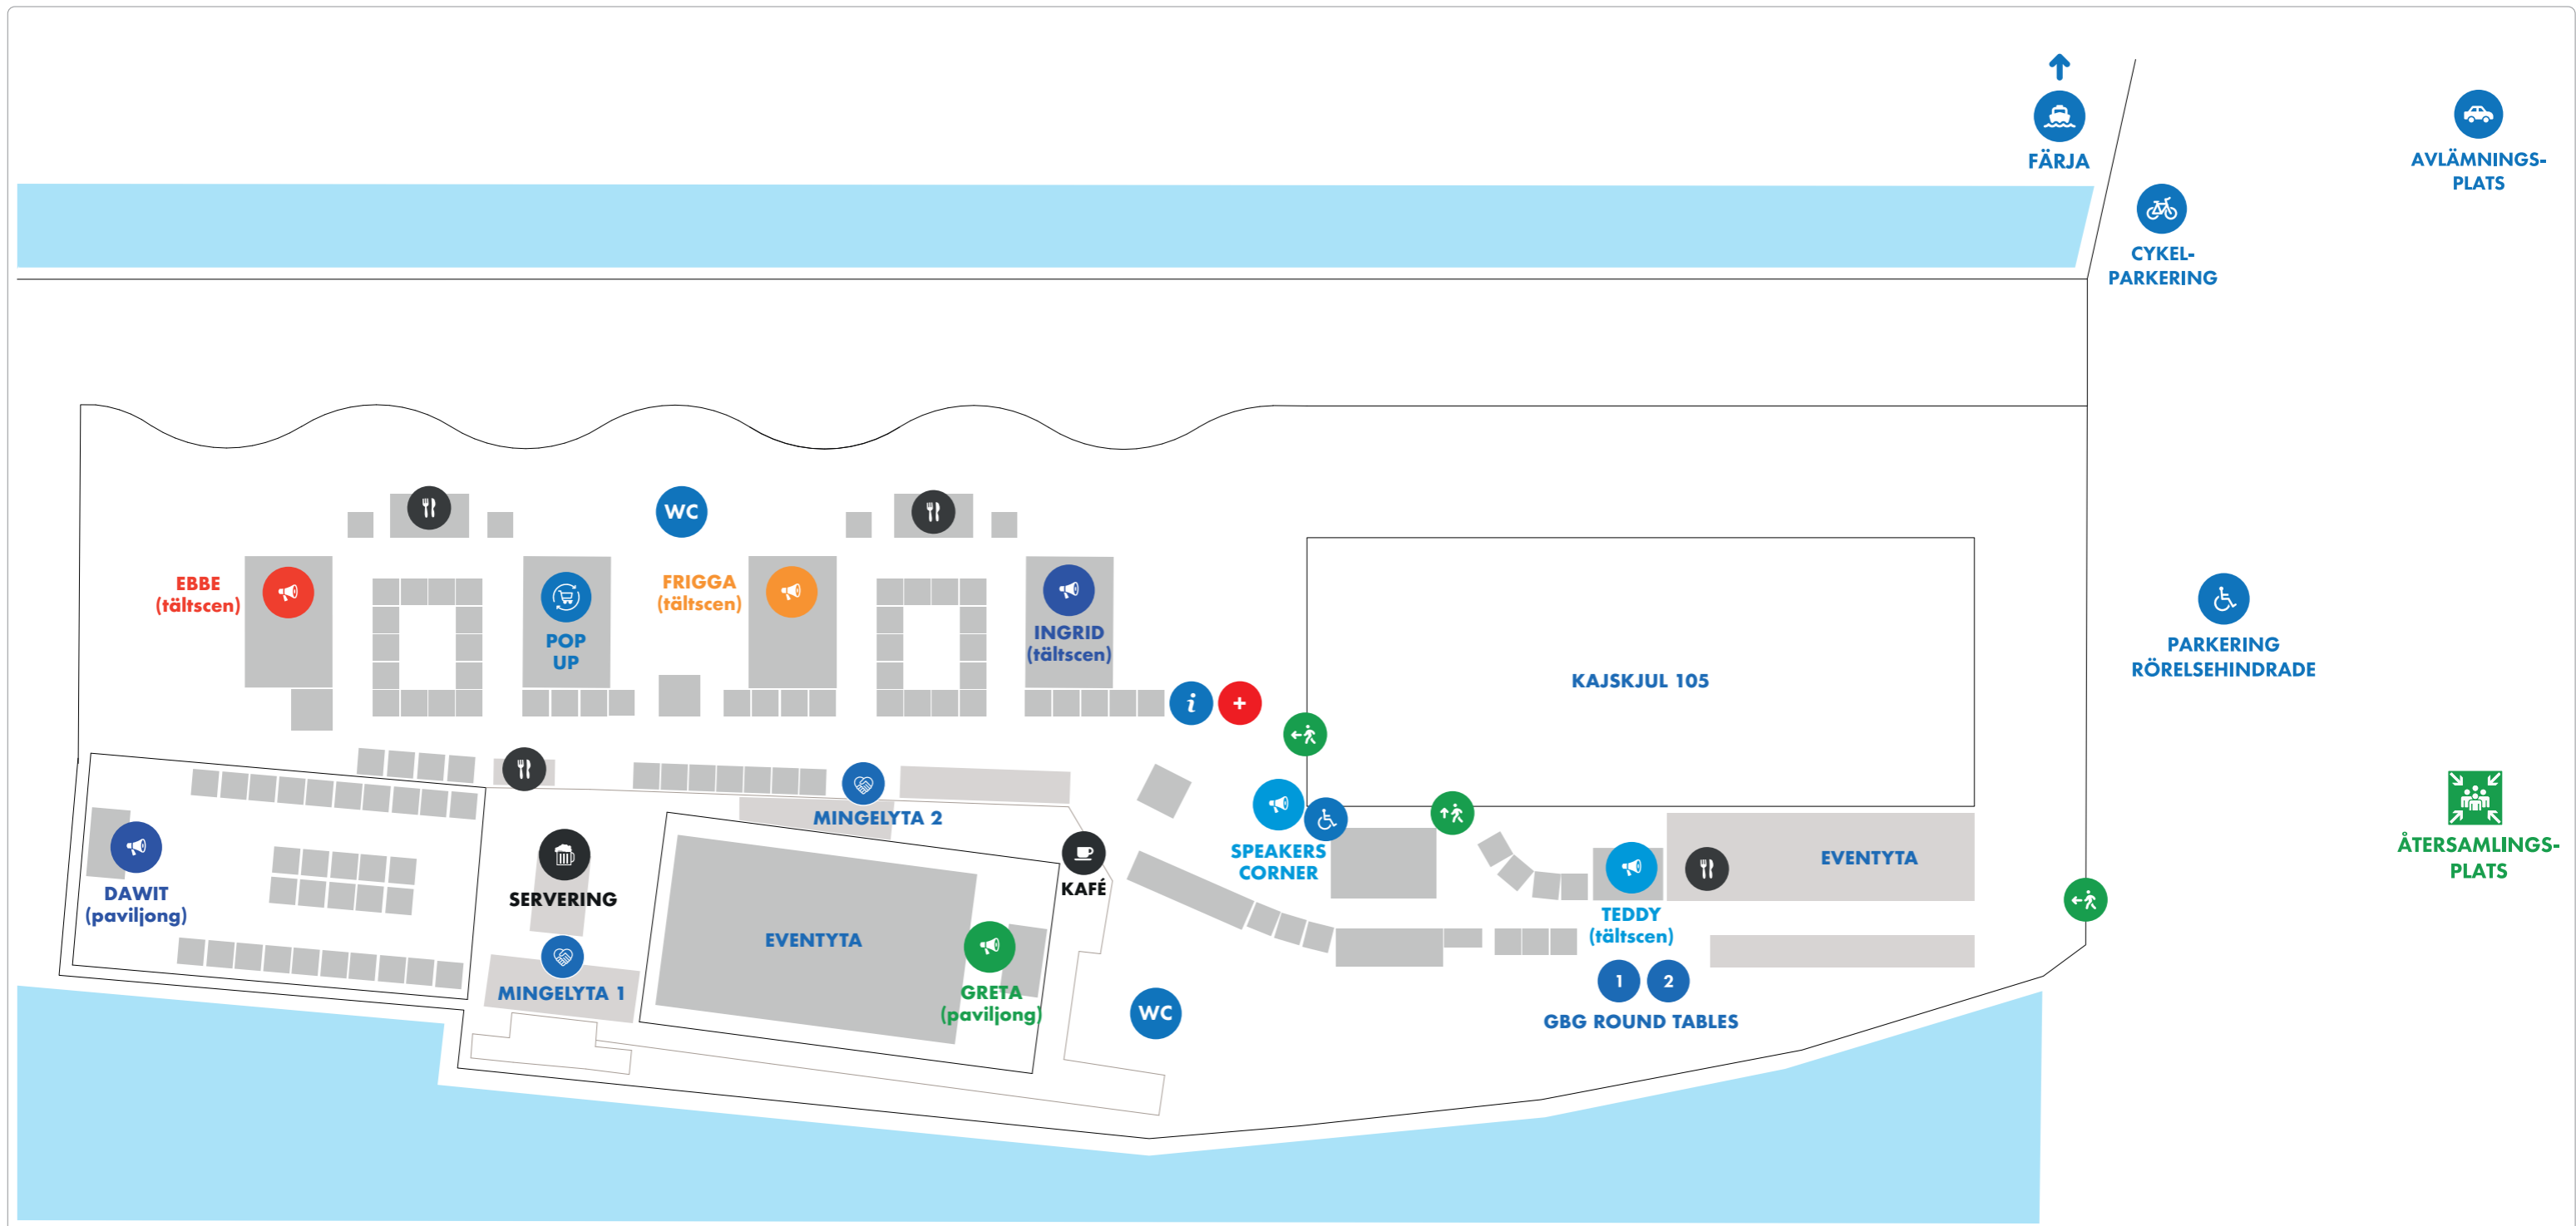 FÄRJA
AVLÄMNINGS-
PLATS
CYKEL-
PARKERING
WC
EBBE
(tältscen)
POP
UP
FRIGGA
(tältscen)
INGRID
(tältscen)
i
KAJSKJUL 105
PARKERING
RÖRELSEHINDRADE
MINGELYTA 2
SPEAKERS
CORNER
EVENTYTA
ÅTERSAMLINGS-
PLATS
DAWIT
(paviljong)
SERVERING
KAFÉ
EVENTYTA
TEDDY
(tältscen)
MINGELYTA 1
GRETA
(paviljong)
WC
1
2
GBG ROUND TABLES